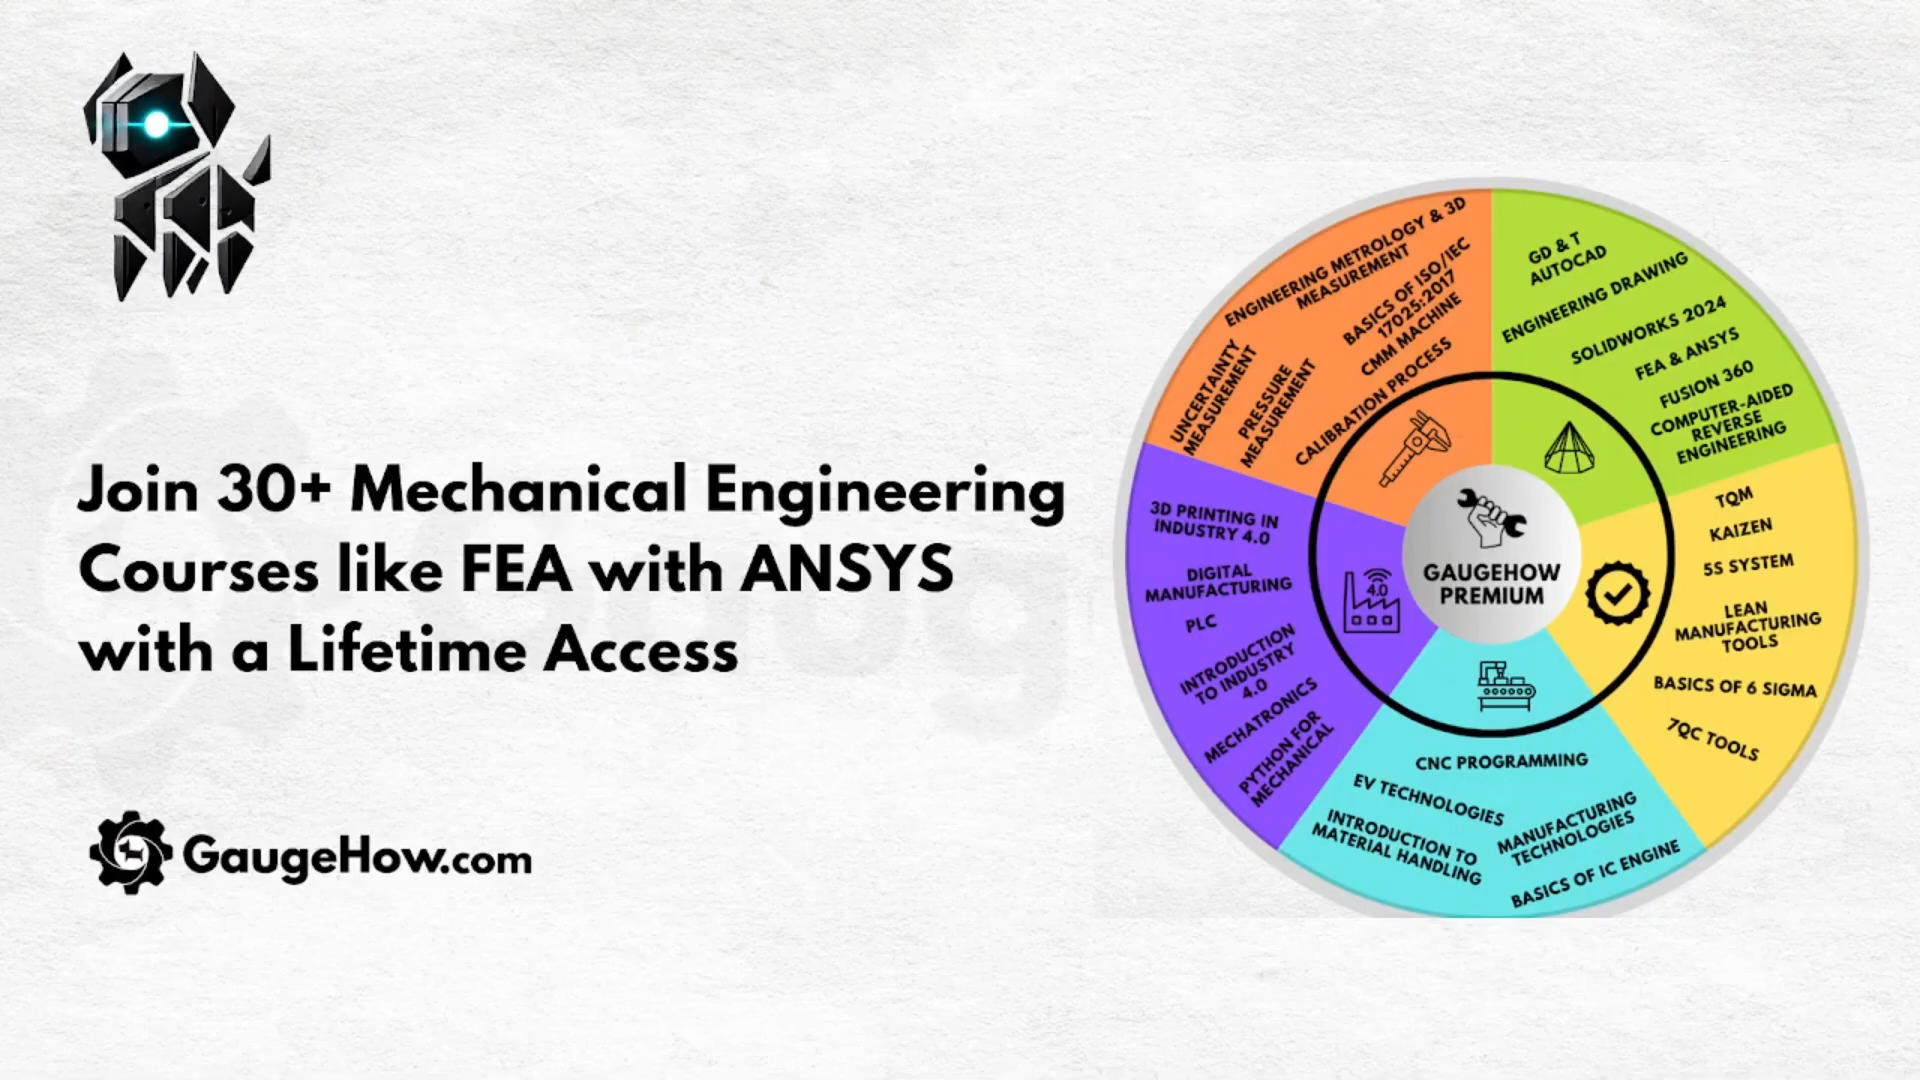 Join 30+ Mechanical Engineering
Courses like FEA with ANSYS
with a Lifetime Access
GaugeHow.com
ENGINEERING METROLOGY & 3D
MEASUREMENT
BASICS OF ISO/IEC
17025:2017
CMM MACHINE
CALIBRATION PROCESS
PRESSURE
MEASUREMENT
UNCERTAINTY
MEASUREMENT
GD & T
AUTOCAD
ENGINEERING DRAWING
SOLIDWORKS 2024
FEA & ANSYS
FUSION 360
COMPUTER-AIDED
REVERSE
ENGINEERING
TQM
KAIZEN
5S SYSTEM
LEAN
MANUFACTURING
TOOLS
BASICS OF 6 SIGMA
7QC TOOLS
CNC PROGRAMMING
EV TECHNOLOGIES
MANUFACTURING
TECHNOLOGIES
INTRODUCTION TO
MATERIAL HANDLING
BASICS OF IC ENGINE
3D PRINTING IN
INDUSTRY 4.0
DIGITAL
MANUFACTURING
PLC
INTRODUCTION
TO INDUSTRY
4.0
MECHATRONICS
PYTHON FOR
MECHANICAL
4.0
GAUGEHOW
PREMIUM